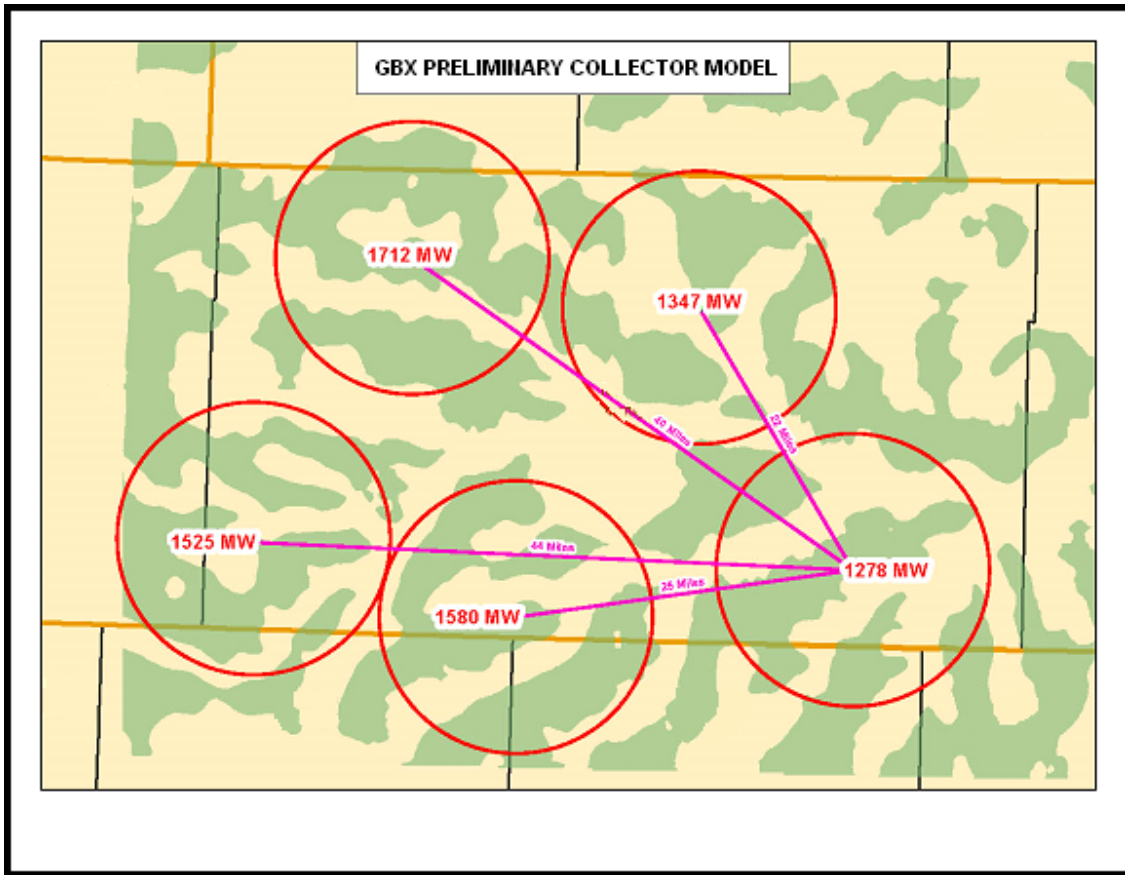 GBX PRELIMINARY COLLECTOR MODEL
1712 MW
1347 MW
40 Miles
22 Miles
1525 MW
44 Miles
1278 MW
25 Miles
1580 MW